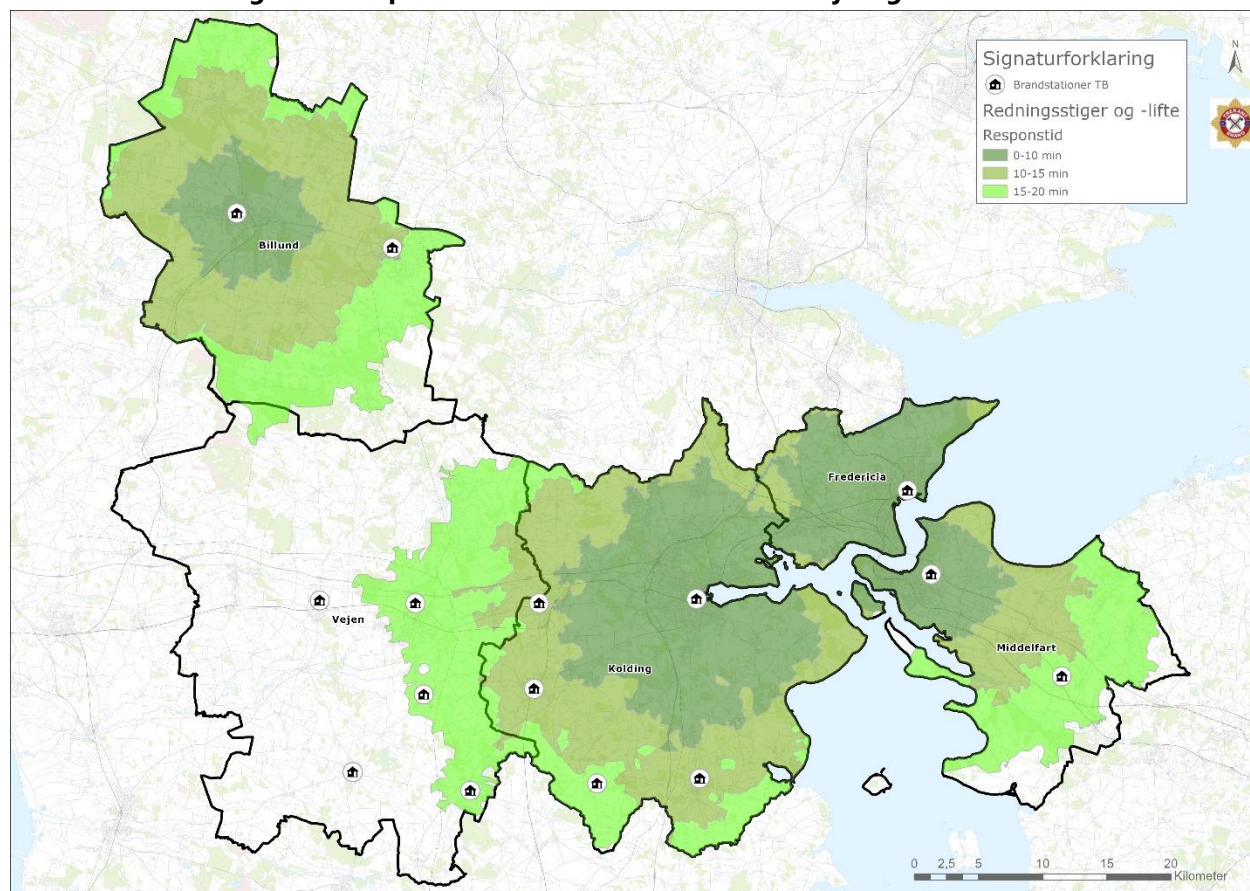 Signaturforklaring
Brandstationer TB
Redningsstiger og -lifte
Responstid
0-10 min
10-15 min
15-20 min
N
Billund
Fredericia
Vejen
Kolding
Middelfart
0 2,5 5 10 15 20
Kilometer